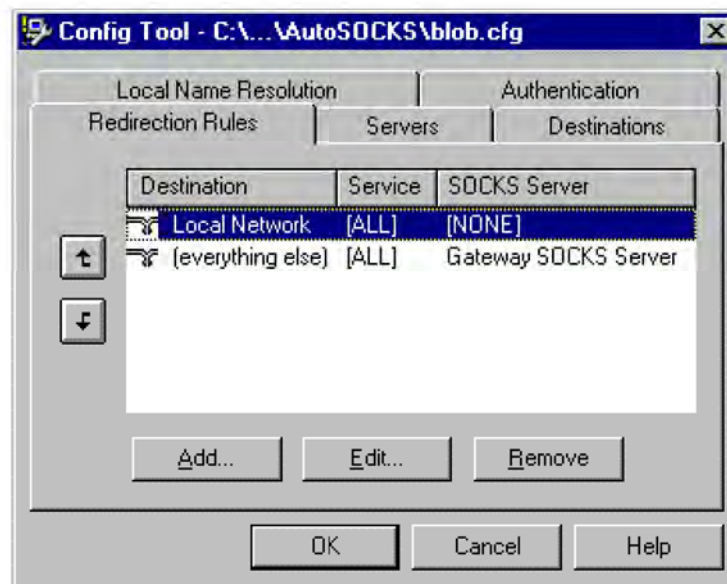 Config Tool - C:\...\AutoSOCKS\blob.cfg
Local Name Resolution Authentication
Redirection Rules Servers Destinations
Destination Service SOCKS Server
Local Network [ALL] [NONE]
(everything else) [ALL] Gateway SOCKS Server
Add... Edit... Remove
OK Cancel Help